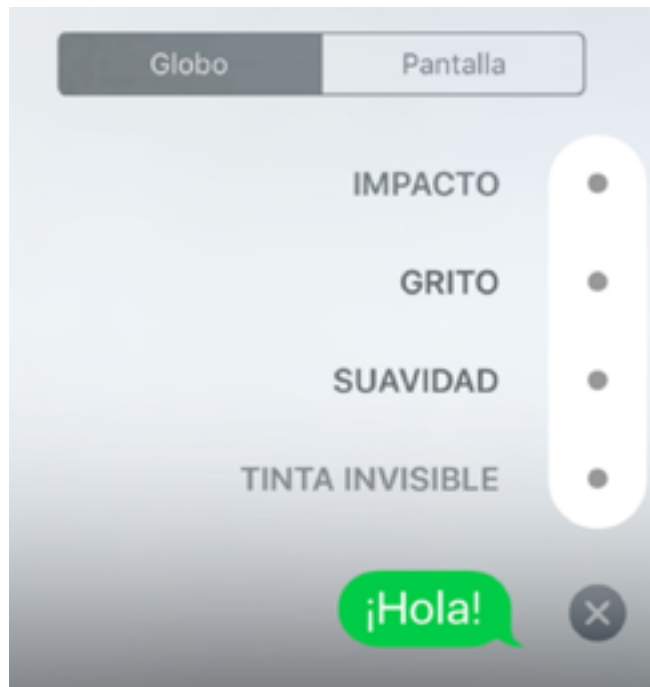 Globo Pantalla
IMPACTO
GRITO
SUAVIDAD
TINTA INVISIBLE
¡Hola!